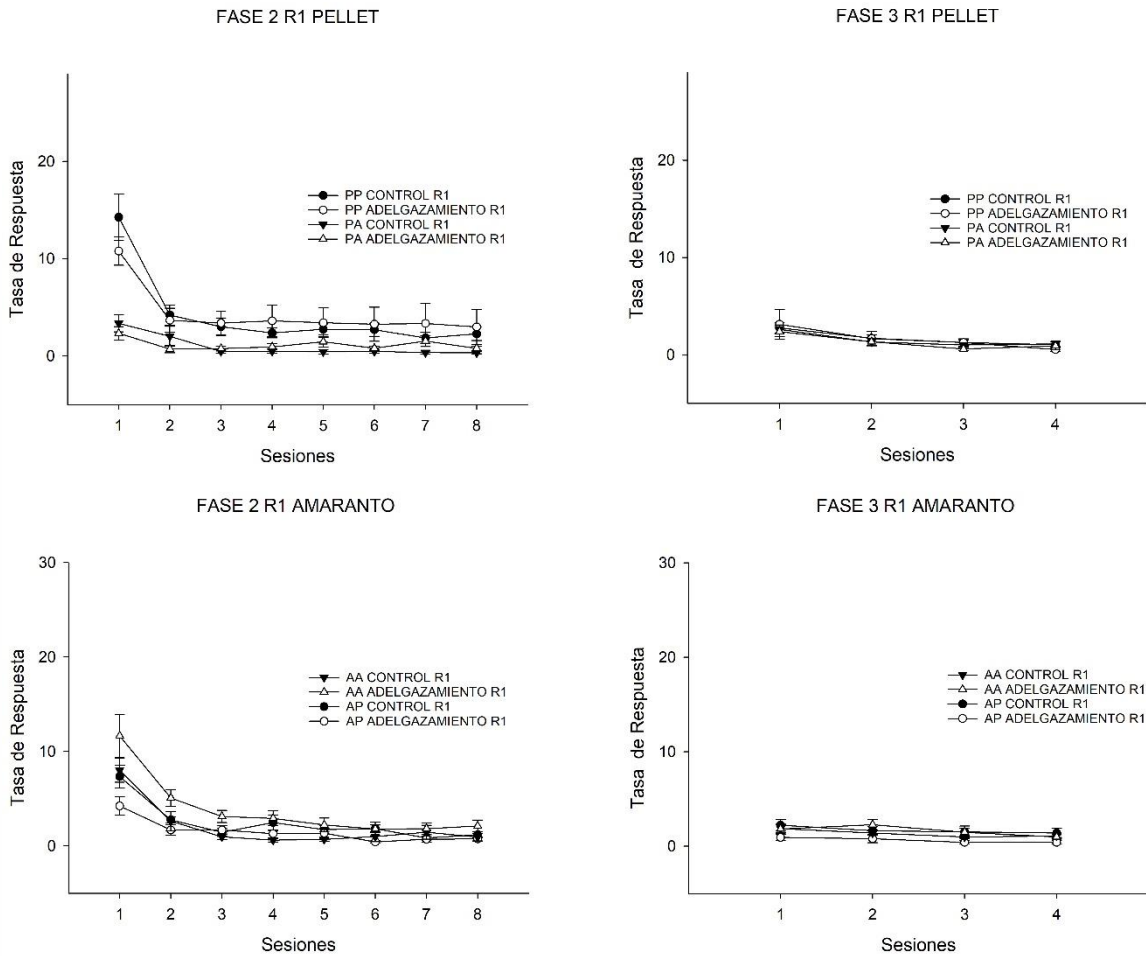 FASE 2 R1 PELLET
Tasa de Respuesta
20
10
0
PP CONTROL R1
PP ADELGAZAMIENTO R1
PA CONTROL R1
PA ADELGAZAMIENTO R1
1 2 3 4 5 6 7 8
Sesiones
FASE 3 R1 PELLET
Tasa de Respuesta
20
10
0
PP CONTROL R1
PP ADELGAZAMIENTO R1
PA CONTROL R1
PA ADELGAZAMIENTO R1
1 2 3 4
Sesiones
FASE 2 R1 AMARANTO
Tasa de Respuesta
30
20
10
0
AA CONTROL R1
AA ADELGAZAMIENTO R1
AP CONTROL R1
AP ADELGAZAMIENTO R1
1 2 3 4 5 6 7 8
Sesiones
FASE 3 R1 AMARANTO
Tasa de Respuesta
30
20
10
0
AA CONTROL R1
AA ADELGAZAMIENTO R1
AP CONTROL R1
AP ADELGAZAMIENTO R1
1 2 3 4
Sesiones